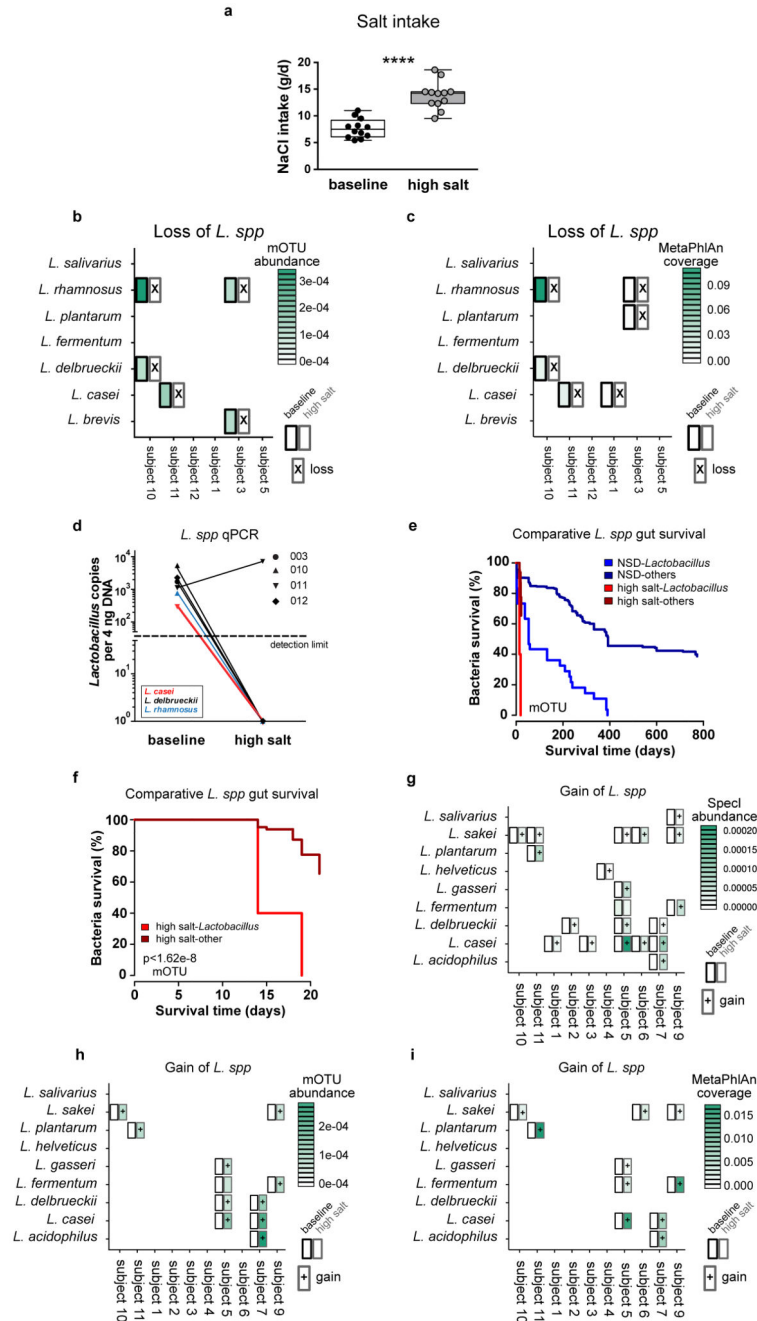 a
Salt intake
NaCl intake (g/d)
20
15
10
5
0
****
baseline
high salt
b
Loss of L. spp
L. salivarius
L. rhamnosus
L. plantarum
L. fermentum
L. delbrueckii
L. casei
L. brevis
X X
X
X
X
subject 10
subject 11
subject 12
subject 1
subject 3
subject 5
mOTU
abundance
3e-04
2e-04
1e-04
0e-04
baseline
high salt
X loss
c
Loss of L. spp
L. salivarius
L. rhamnosus
L. plantarum
L. fermentum
L. delbrueckii
L. casei
L. brevis
X X
X
X
X X
subject 10
subject 11
subject 12
subject 1
subject 3
subject 5
MetaPhlAn
coverage
0.09
0.06
0.03
0.00
baseline
high salt
X loss
d
L. spp qPCR
Lactobacillus copies
per 4 ng DNA
10^4
10^3
10^2
10^1
10^0
003
010
011
012
detection limit
L. casei
L. delbrueckii
L. rhamnosus
baseline
high salt
e
Comparative L. spp gut survival
Bacteria survival (%)
100
80
60
40
20
0
NSD-Lactobacillus
NSD-others
high salt-Lactobacillus
high salt-others
mOTU
0 200 400 600 800
Survival time (days)
f
Comparative L. spp gut survival
Bacteria survival (%)
100
80
60
40
20
0
high salt-Lactobacillus
high salt-other
p<1.62e-8
mOTU
0 5 10 15 20
Survival time (days)
g
Gain of L. spp
L. salivarius
L. sakei
L. plantarum
L. helveticus
L. gasseri
L. fermentum
L. delbrueckii
L. casei
L. acidophilus
+
+ + + + +
+
+
+
+
+ + +
+ + + + +
+
subject 10
subject 11
subject 1
subject 2
subject 3
subject 4
subject 5
subject 6
subject 7
subject 9
SpecI
abundance
0.00020
0.00015
0.00010
0.00005
0.00000
baseline
high salt
+ gain
h
Gain of L. spp
L. salivarius
L. sakei
L. plantarum
L. helveticus
L. gasseri
L. fermentum
L. delbrueckii
L. casei
L. acidophilus
+ +
+
+
+
+ +
+ +
+
subject 10
subject 11
subject 1
subject 2
subject 3
subject 4
subject 5
subject 6
subject 7
subject 9
mOTU
abundance
2e-04
1e-04
0e-04
baseline
high salt
+ gain
i
Gain of L. spp
L. salivarius
L. sakei
L. plantarum
L. helveticus
L. gasseri
L. fermentum
L. delbrueckii
L. casei
L. acidophilus
+ + +
+
+
+ +
+ +
+
subject 10
subject 11
subject 1
subject 2
subject 3
subject 4
subject 5
subject 6
subject 7
subject 9
MetaPhlAn
coverage
0.015
0.010
0.005
0.000
baseline
high salt
+ gain